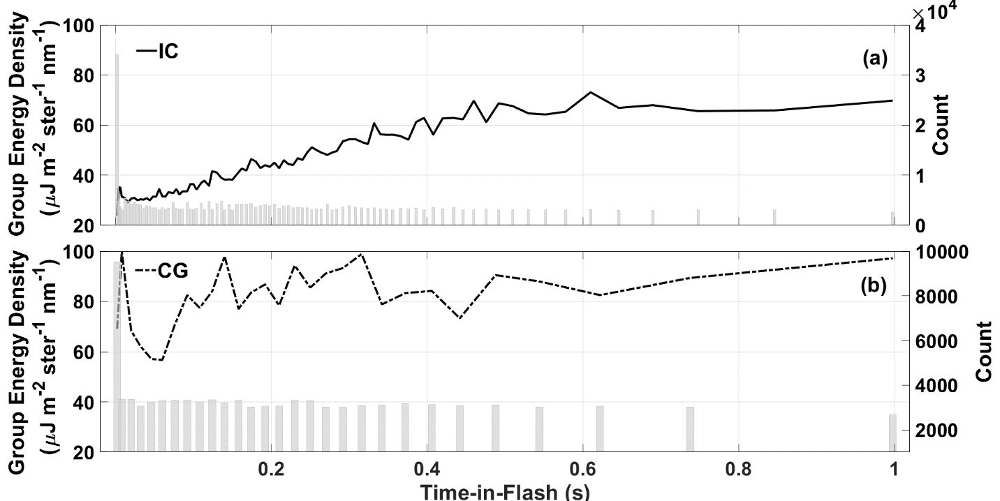 Group Energy Density
(μJ m⁻² ster⁻¹ nm⁻¹)
100
80
60
40
20
IC
(a)
×10⁴
4
3
2
1
0
Count
Group Energy Density
(μJ m⁻² ster⁻¹ nm⁻¹)
100
80
60
40
20
CG
(b)
10000
8000
6000
4000
2000
Count
0.2 0.4 0.6 0.8 1
Time-in-Flash (s)